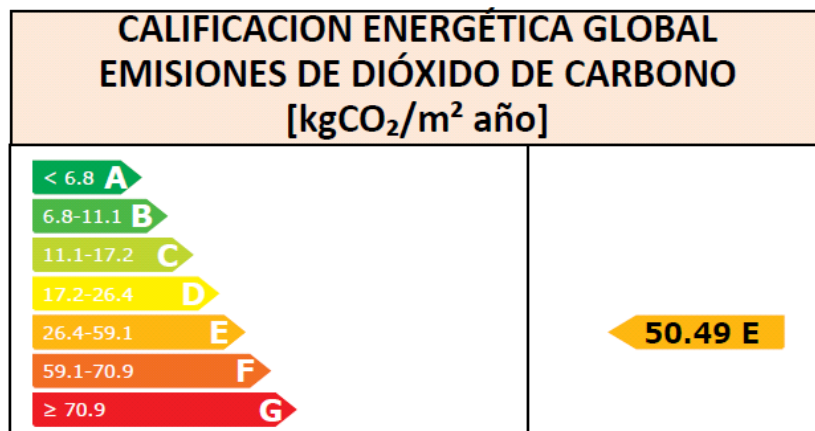 CALIFICACION ENERGÉTICA GLOBAL
EMISIONES DE DIÓXIDO DE CARBONO
[kgCO₂/m² año]
< 6.8 A
6.8-11.1 B
11.1-17.2 C
17.2-26.4 D
26.4-59.1 E
50.49 E
59.1-70.9 F
≥ 70.9 G